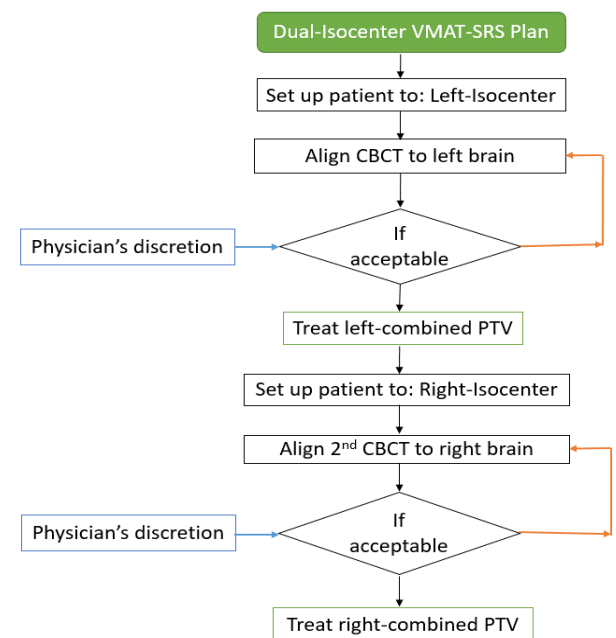 Dual-Isocenter VMAT-SRS Plan
Set up patient to: Left-Isocenter
Align CBCT to left brain
If
acceptable
Physician's discretion
Treat left-combined PTV
Set up patient to: Right-Isocenter
Align 2nd CBCT to right brain
If
acceptable
Physician's discretion
Treat right-combined PTV